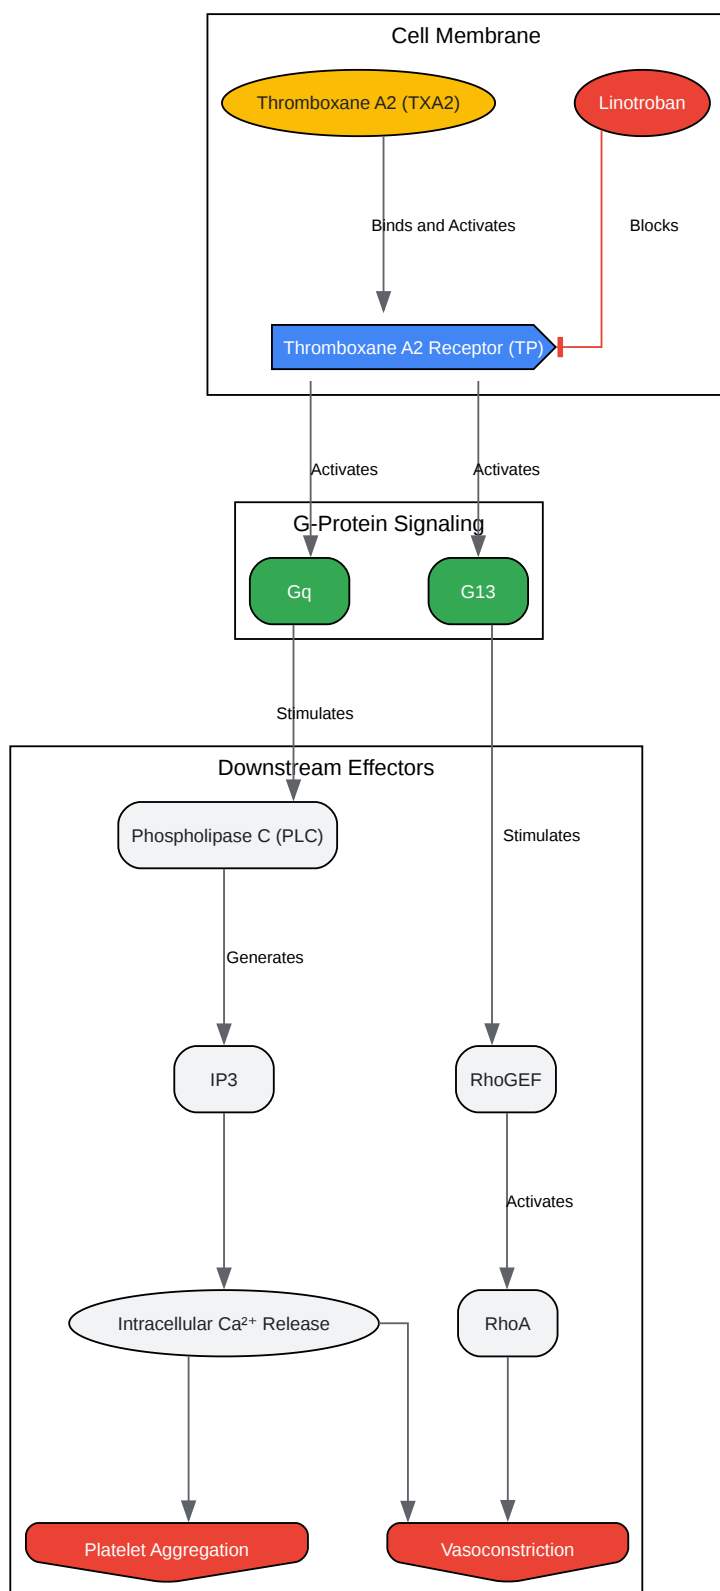 Cell Membrane
Thromboxane A2 (TXA2)
Linotroban
Binds and Activates
Blocks
Thromboxane A2 Receptor (TP)
Activates
Activates
G-Protein Signaling
Gq
G13
Stimulates
Downstream Effectors
Phospholipase C (PLC)
Stimulates
Generates
IP3
RhoGEF
Activates
Intracellular Ca²⁺ Release
RhoA
Platelet Aggregation
Vasoconstriction